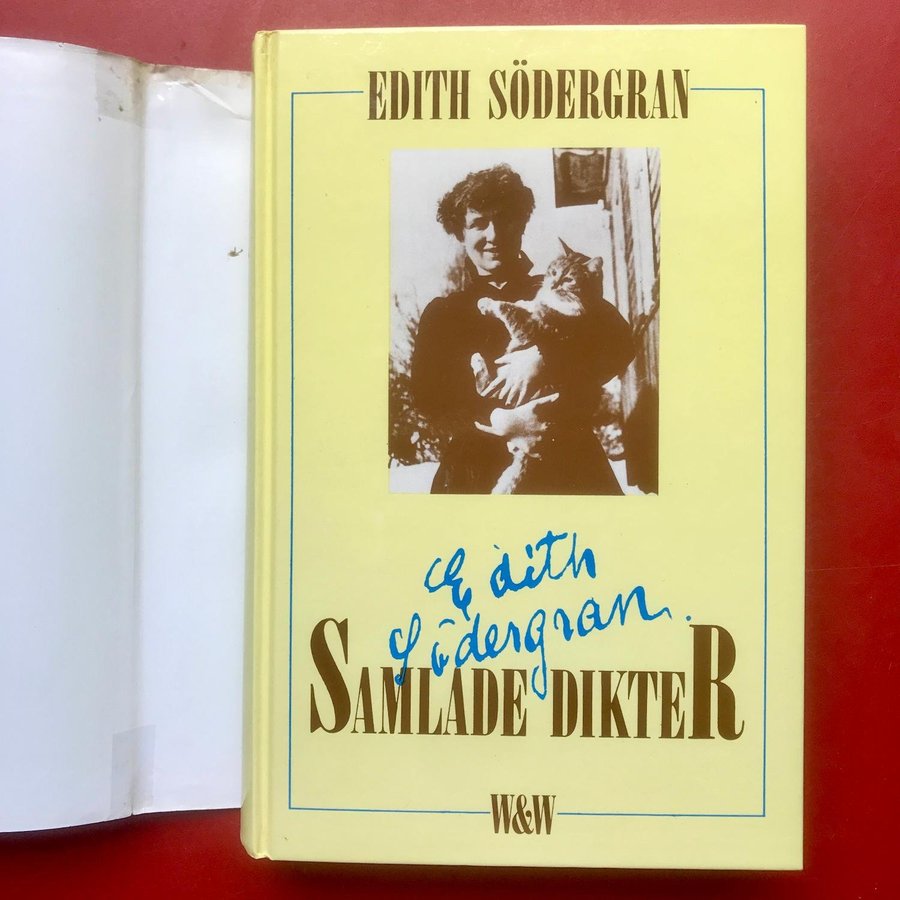 EDITH SÖDERGRAN
Edith
Södergran.
SAMLADE DIKTER
W&W